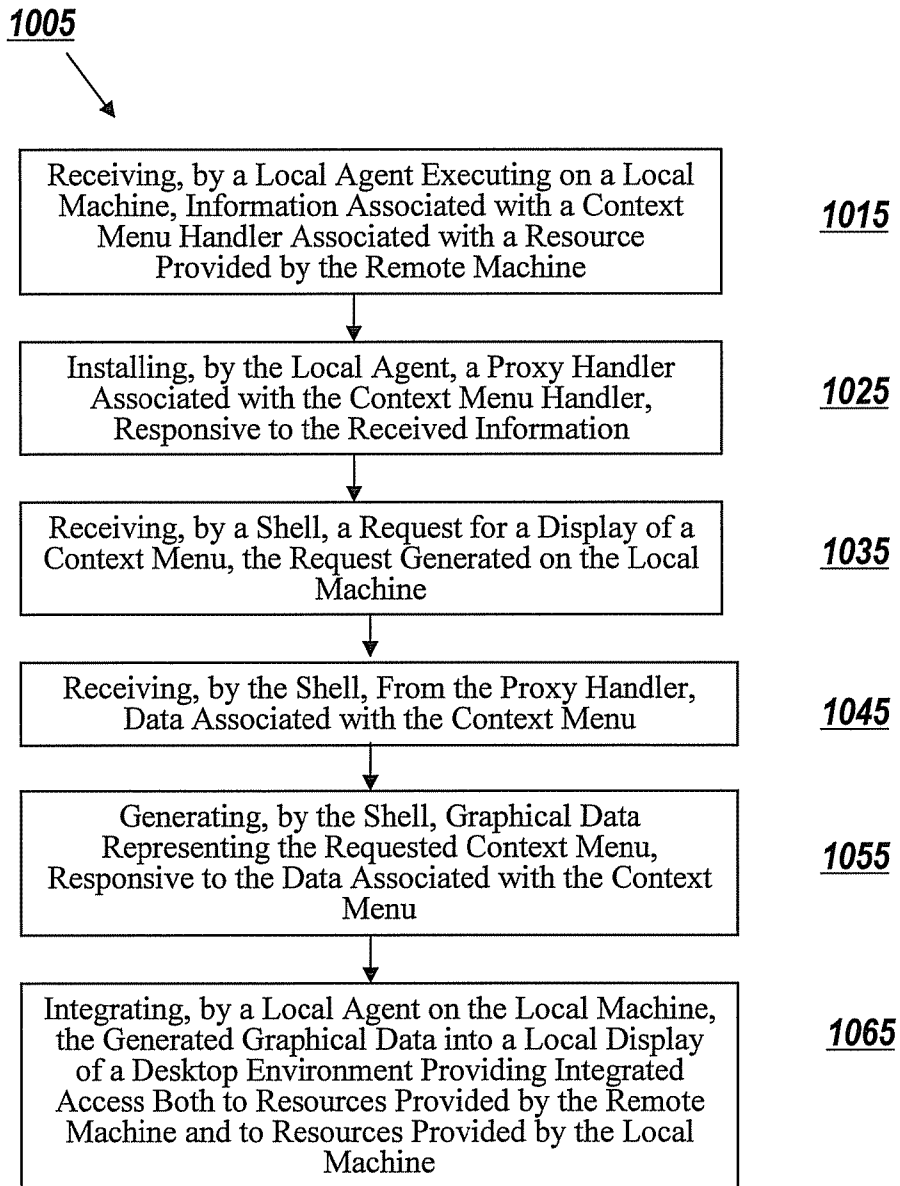 1005
Receiving, by a Local Agent Executing on a Local
Machine, Information Associated with a Context
Menu Handler Associated with a Resource
Provided by the Remote Machine
1015
Installing, by the Local Agent, a Proxy Handler
Associated with the Context Menu Handler,
Responsive to the Received Information
1025
Receiving, by a Shell, a Request for a Display of a
Context Menu, the Request Generated on the Local
Machine
1035
Receiving, by the Shell, From the Proxy Handler,
Data Associated with the Context Menu
1045
Generating, by the Shell, Graphical Data
Representing the Requested Context Menu,
Responsive to the Data Associated with the Context
Menu
1055
Integrating, by a Local Agent on the Local Machine,
the Generated Graphical Data into a Local Display
of a Desktop Environment Providing Integrated
Access Both to Resources Provided by the Remote
Machine and to Resources Provided by the Local
Machine
1065